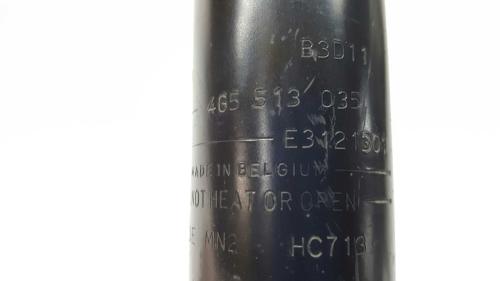 B3D11
4G5 513 035
E3121501
MADE IN BELGIUM
NOT HEAT OR OPEN
MN2 HC713